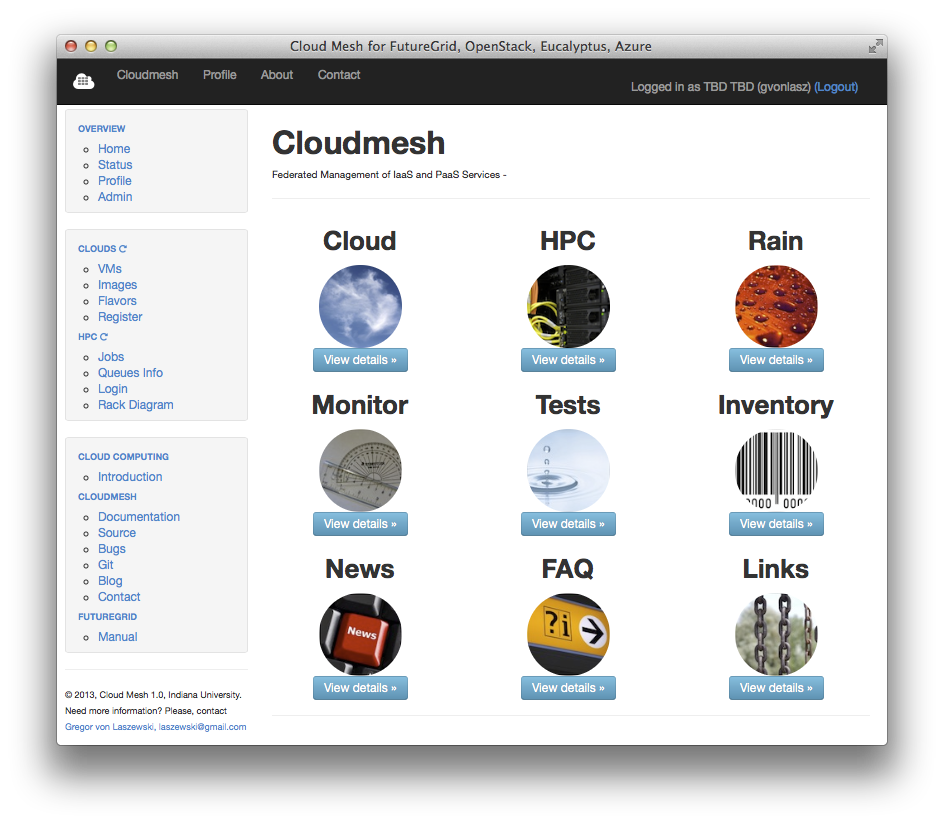 Cloud Mesh for FutureGrid, OpenStack, Eucalyptus, Azure
Cloudmesh Profile About Contact
Logged in as TBD TBD (gvonlasz) (Logout)
OVERVIEW
Home
Status
Profile
Admin
CLOUDS
VMs
Images
Flavors
Register
HPC
Jobs
Queues Info
Login
Rack Diagram
CLOUD COMPUTING
Introduction
CLOUDMESH
Documentation
Source
Bugs
Git
Blog
Contact
FUTUREGRID
Manual
© 2013, Cloud Mesh 1.0, Indiana University.
Need more information? Please, contact
Gregor von Laszewski, laszewski@gmail.com
Cloudmesh
Federated Management of IaaS and PaaS Services -
Cloud HPC Rain
View details » View details » View details »
Monitor Tests Inventory
0000 0000
View details » View details » View details »
News FAQ Links
News
?i
View details » View details » View details »